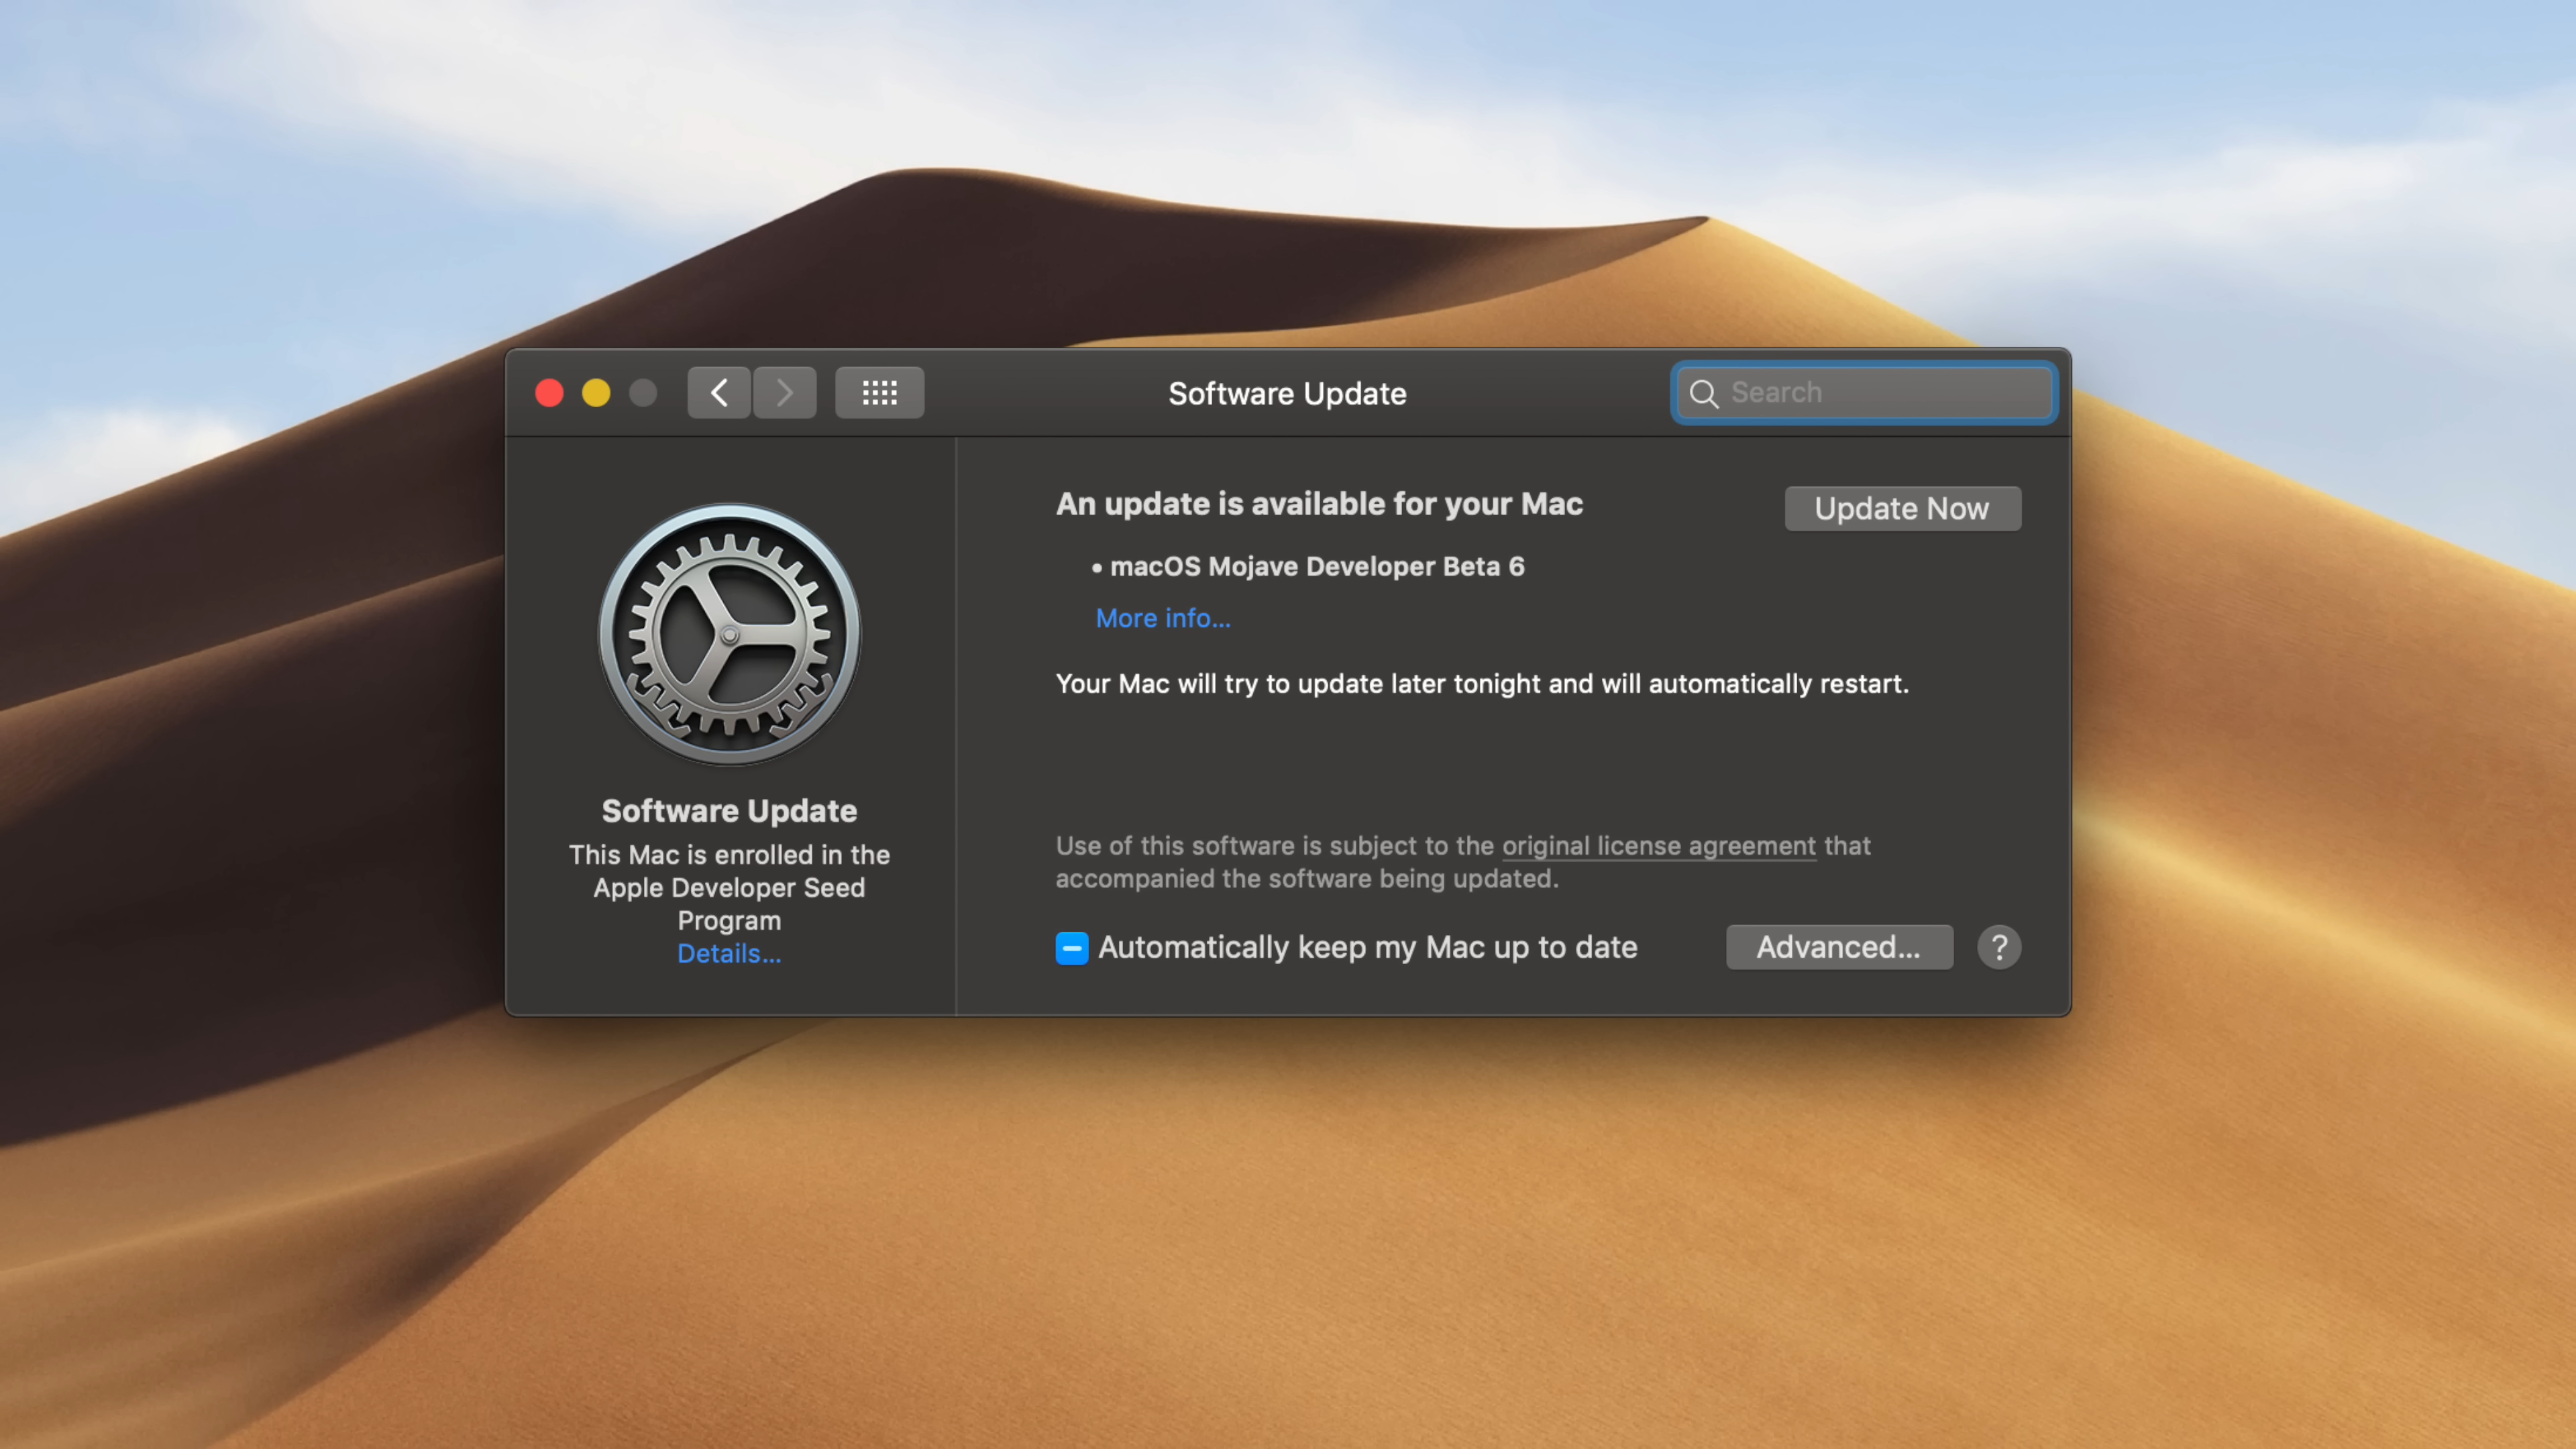 Software Update
Search
An update is available for your Mac
Update Now
• macOS Mojave Developer Beta 6
More info...
Your Mac will try to update later tonight and will automatically restart.
Software Update
This Mac is enrolled in the
Apple Developer Seed
Program
Details...
Use of this software is subject to the original license agreement that
accompanied the software being updated.
Automatically keep my Mac up to date
Advanced...
?